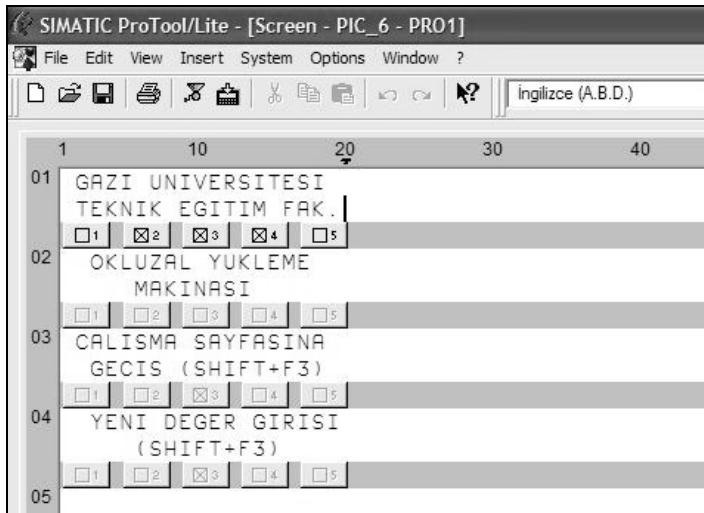 SIMATIC ProTool/Lite - [Screen - PIC_6 - PRO1]
File Edit View Insert System Options Window ?
İngilizce (A.B.D.)
1 10 20 30 40
01 GAZI UNIVERSITESI
TEKNIK EGITIM FAK.
1 2 3 4 5
02 OKLUZAL YUKLEME
MAKINASI
1 2 3 4 5
03 CALISMA SAYFASINA
GECIS (SHIFT+F3)
1 2 3 4 5
04 YENI DEGER GIRISI
(SHIFT+F3)
1 2 3 4 5
05